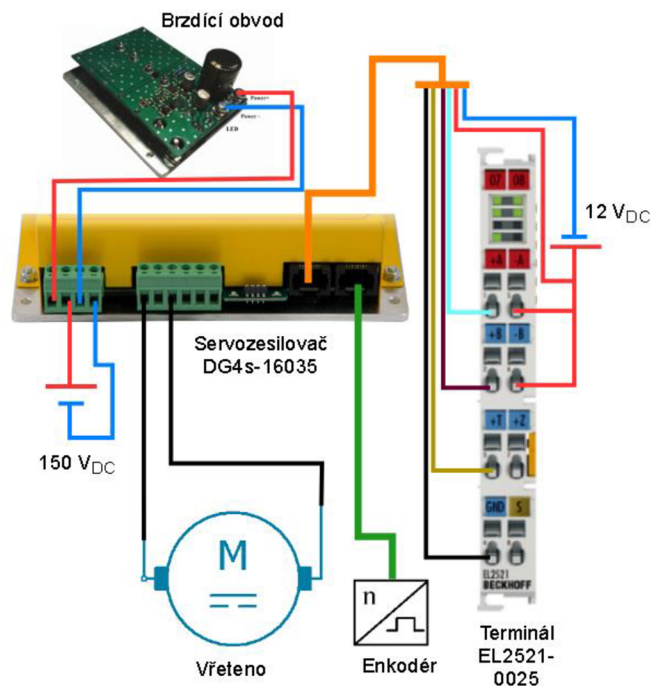 Brzdící obvod
Power+
Power -
LED
07 08
+A -A
12 VDC
+B -B
Servozesilovač
DG4s-16035
+T +Z
150 VDC
GND S
M
n
EL2521
BECKHOFF
Vřeteno
Enkodér
Terminál
EL2521-
0025